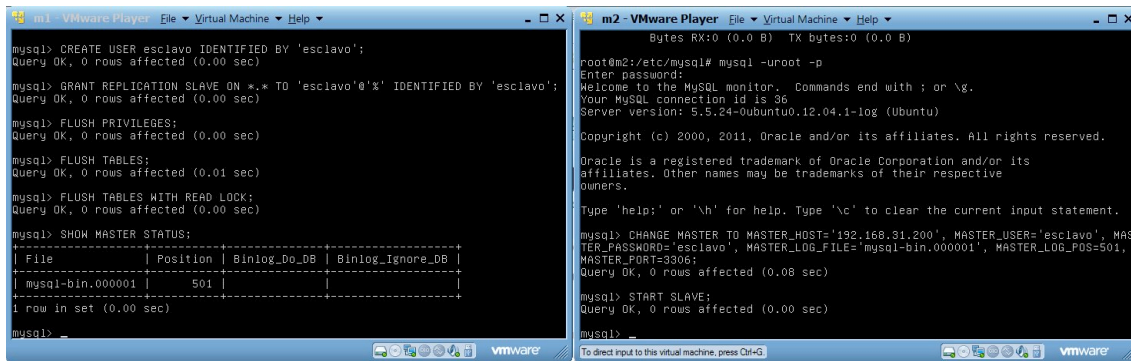 m1 - VMware Player File ▾ Virtual Machine ▾ Help ▾
mysql> CREATE USER esclavo IDENTIFIED BY 'esclavo';
Query OK, 0 rows affected (0.00 sec)
mysql> GRANT REPLICATION SLAVE ON *.* TO 'esclavo'@'%' IDENTIFIED BY 'esclavo';
Query OK, 0 rows affected (0.00 sec)
mysql> FLUSH PRIVILEGES;
Query OK, 0 rows affected (0.00 sec)
mysql> FLUSH TABLES;
Query OK, 0 rows affected (0.01 sec)
mysql> FLUSH TABLES WITH READ LOCK;
Query OK, 0 rows affected (0.00 sec)
mysql> SHOW MASTER STATUS;
+------------------+----------+--------------+------------------+
| File | Position | Binlog_Do_DB | Binlog_Ignore_DB |
+------------------+----------+--------------+------------------+
| mysql-bin.000001 | 501 | | |
+------------------+----------+--------------+------------------+
1 row in set (0.00 sec)
mysql> _
vmware
m2 - VMware Player File ▾ Virtual Machine ▾ Help ▾
Bytes RX:0 (0.0 B) TX bytes:0 (0.0 B)
root@m2:/etc/mysql# mysql -uroot -p
Enter password:
Welcome to the MySQL monitor. Commands end with ; or \g.
Your MySQL connection id is 36
Server version: 5.5.24-0ubuntu0.12.04.1-log (Ubuntu)
Copyright (c) 2000, 2011, Oracle and/or its affiliates. All rights reserved.
Oracle is a registered trademark of Oracle Corporation and/or its
affiliates. Other names may be trademarks of their respective
owners.
Type 'help;' or '\h' for help. Type '\c' to clear the current input statement.
mysql> CHANGE MASTER TO MASTER_HOST='192.168.31.200', MASTER_USER='esclavo', MAS
TER_PASSWORD='esclavo', MASTER_LOG_FILE='mysql-bin.000001', MASTER_LOG_POS=501,
MASTER_PORT=3306;
Query OK, 0 rows affected (0.08 sec)
mysql> START SLAVE;
Query OK, 0 rows affected (0.00 sec)
mysql> _
To direct input to this virtual machine, press Ctrl+G.
vmware